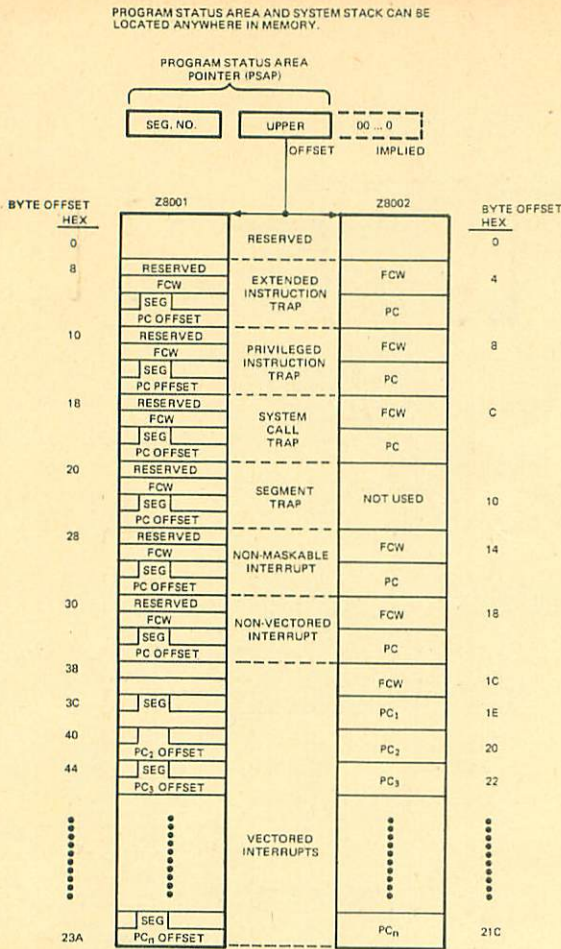 PROGRAM STATUS AREA AND SYSTEM STACK CAN BE
LOCATED ANYWHERE IN MEMORY.
PROGRAM STATUS AREA
POINTER (PSAP)
SEG. NO. UPPER 00 ... 0
OFFSET IMPLIED
BYTE OFFSET Z8001 Z8002 BYTE OFFSET
HEX HEX
0 RESERVED 0
8 RESERVED
FCW
SEG
PC OFFSET
EXTENDED
INSTRUCTION
TRAP
FCW 4
PC
10 RESERVED
FCW
SEG
PC PFFSET
PRIVILEGED
INSTRUCTION
TRAP
FCW 8
PC
18 RESERVED
FCW
SEG
PC OFFSET
SYSTEM
CALL
TRAP
FCW C
PC
20 RESERVED
FCW
SEG
PC OFFSET
SEGMENT
TRAP
NOT USED 10
28 RESERVED
FCW
SEG
PC OFFSET
NON-MASKABLE
INTERRUPT
FCW 14
PC
30 RESERVED
FCW
SEG
PC OFFSET
NON-VECTORED
INTERRUPT
FCW 18
PC
38
FCW 1C
3C SEG
PC1 1E
40
PC2 OFFSET
PC2 20
44 SEG
PC3 OFFSET
PC3 22
VECTORED
INTERRUPTS
SEG
23A PCn OFFSET
PCn 21C